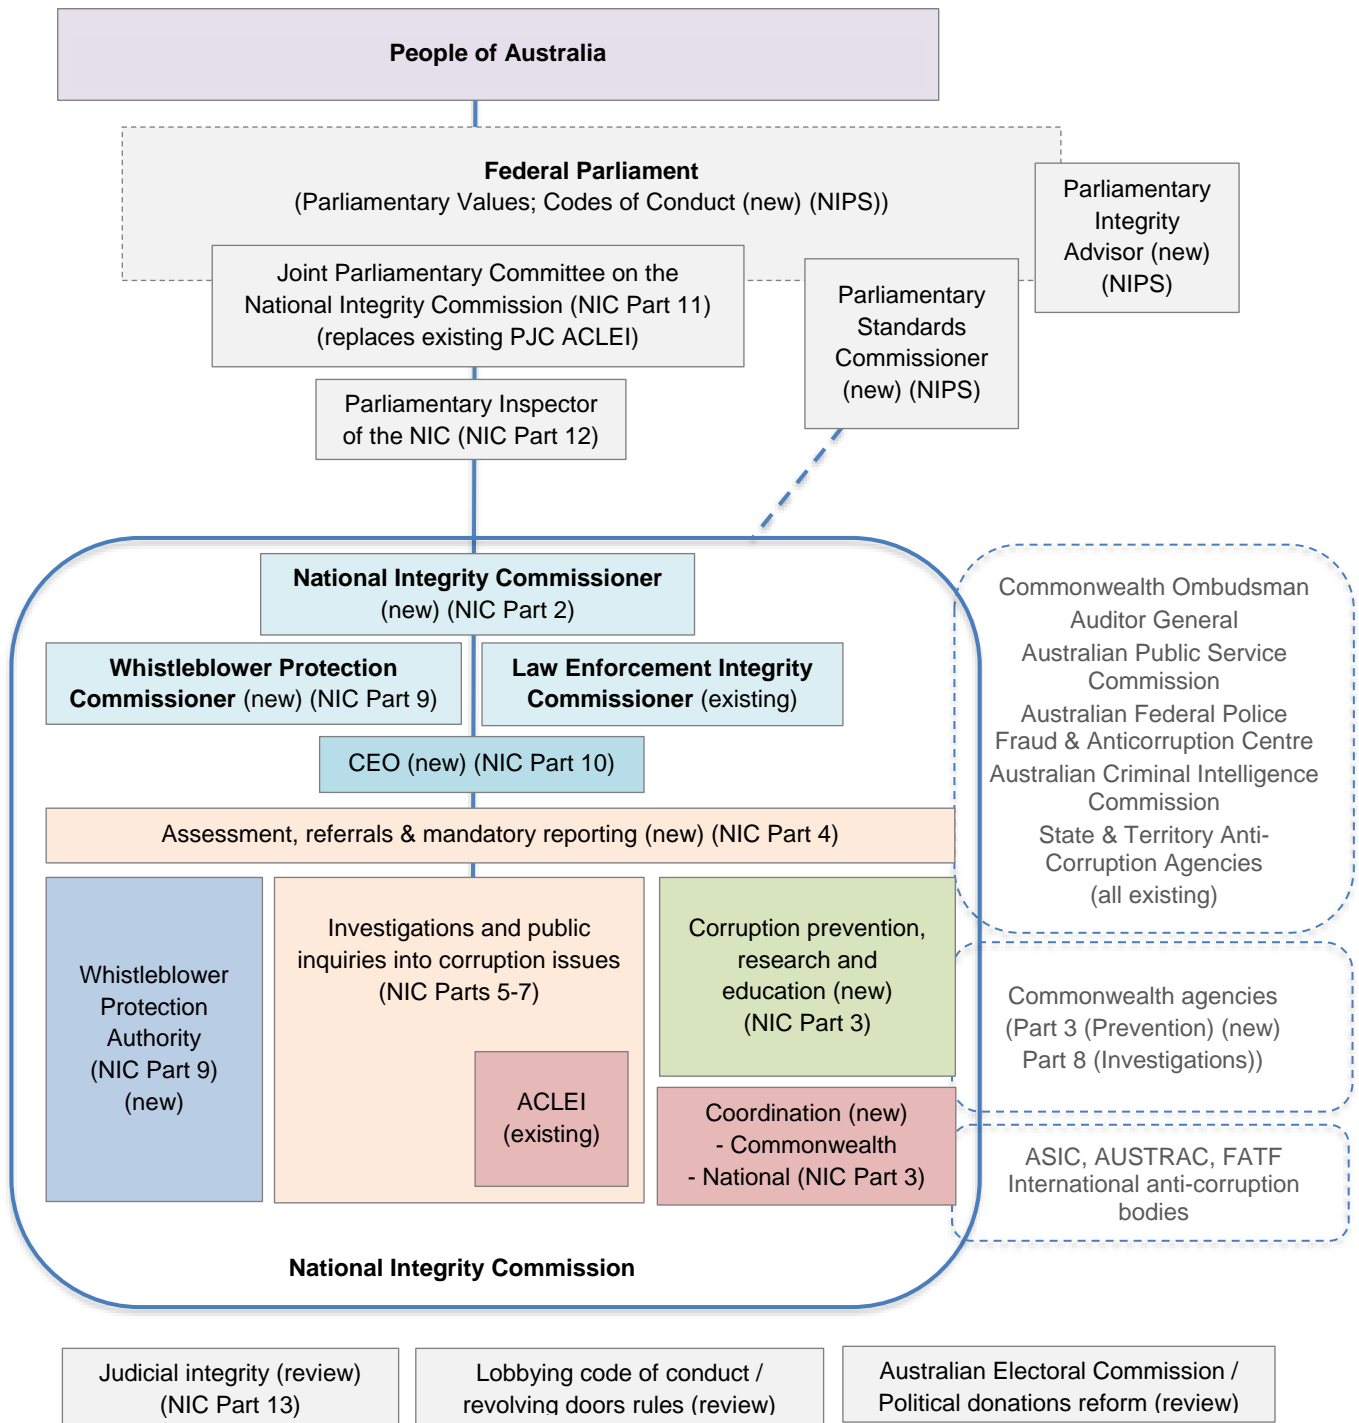 People of Australia
Federal Parliament
(Parliamentary Values; Codes of Conduct (new) (NIPS))
Parliamentary
Integrity
Advisor (new)
(NIPS)
Joint Parliamentary Committee on the
National Integrity Commission (NIC Part 11)
(replaces existing PJC ACLEI)
Parliamentary
Standards
Commissioner
(new) (NIPS)
Parliamentary Inspector
of the NIC (NIC Part 12)
National Integrity Commissioner
(new) (NIC Part 2)
Whistleblower Protection
Commissioner (new) (NIC Part 9)
Law Enforcement Integrity
Commissioner (existing)
CEO (new) (NIC Part 10)
Assessment, referrals & mandatory reporting (new) (NIC Part 4)
Whistleblower
Protection
Authority
(NIC Part 9)
(new)
Investigations and public
inquiries into corruption issues
(NIC Parts 5-7)
ACLEI
(existing)
Corruption prevention,
research and
education (new)
(NIC Part 3)
Coordination (new)
- Commonwealth
- National (NIC Part 3)
National Integrity Commission
Commonwealth Ombudsman
Auditor General
Australian Public Service
Commission
Australian Federal Police
Fraud & Anticorruption Centre
Australian Criminal Intelligence
Commission
State & Territory Anti-
Corruption Agencies
(all existing)
Commonwealth agencies
(Part 3 (Prevention) (new)
Part 8 (Investigations))
ASIC, AUSTRAC, FATF
International anti-corruption
bodies
Judicial integrity (review)
(NIC Part 13)
Lobbying code of conduct /
revolving doors rules (review)
Australian Electoral Commission /
Political donations reform (review)